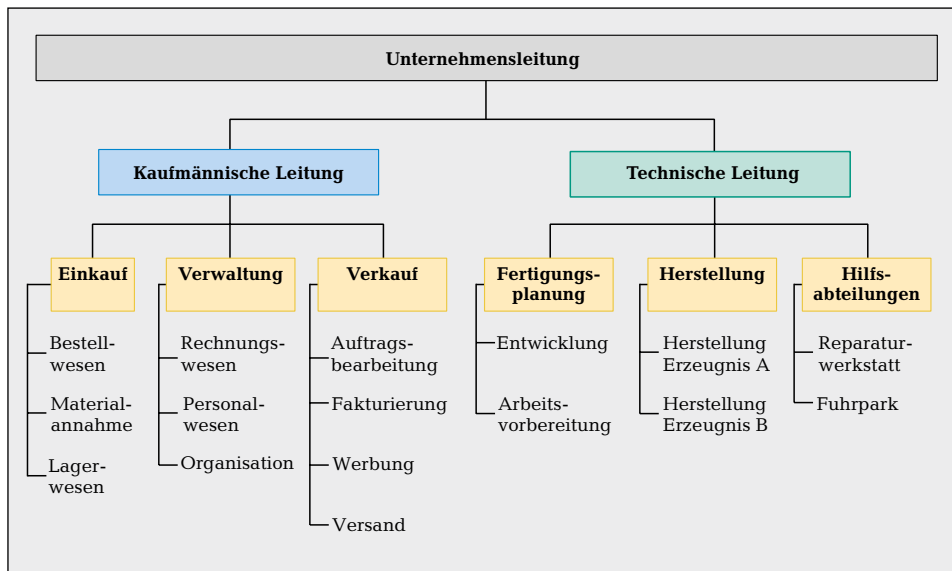 Unternehmensleitung
Kaufmännische Leitung
Technische Leitung
Einkauf
Bestell-
wesen
Material-
annahme
Lager-
wesen
Verwaltung
Rechnungs-
wesen
Personal-
wesen
Organisation
Verkauf
Auftrags-
bearbeitung
Fakturierung
Werbung
Versand
Fertigungs-
planung
Entwicklung
Arbeits-
vorbereitung
Herstellung
Herstellung
Erzeugnis A
Herstellung
Erzeugnis B
Hilfs-
abteilungen
Reparatur-
werkstatt
Fuhrpark